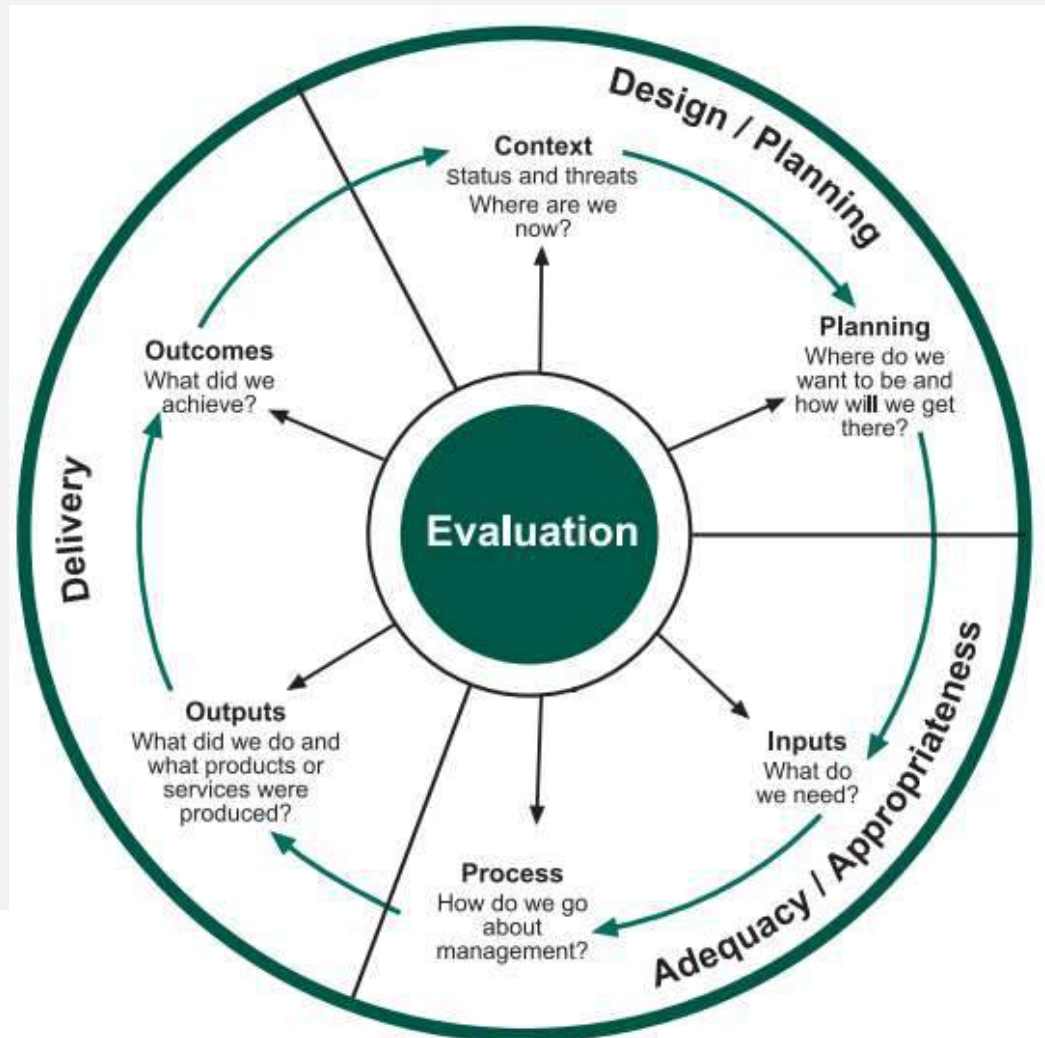 Design / Planning
Context
Status and threats
Where are we
now?
Planning
Where do we
want to be and
how will we get
there?
Outcomes
What did we
achieve?
Evaluation
Delivery
Outputs
What did we do and
what products or
services were
produced?
Inputs
What do
we need?
Process
How do we go
about
management?
Adequacy / Appropriateness